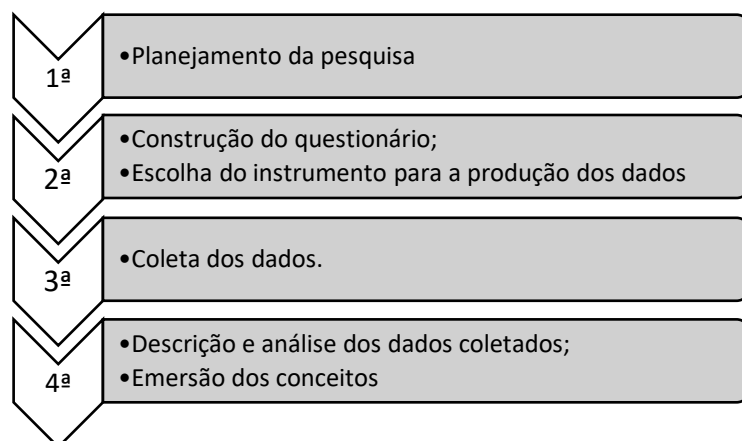 1ª
•Planejamento da pesquisa
2ª
•Construção do questionário;
•Escolha do instrumento para a produção dos dados
3ª
•Coleta dos dados.
4ª
•Descrição e análise dos dados coletados;
•Emersão dos conceitos